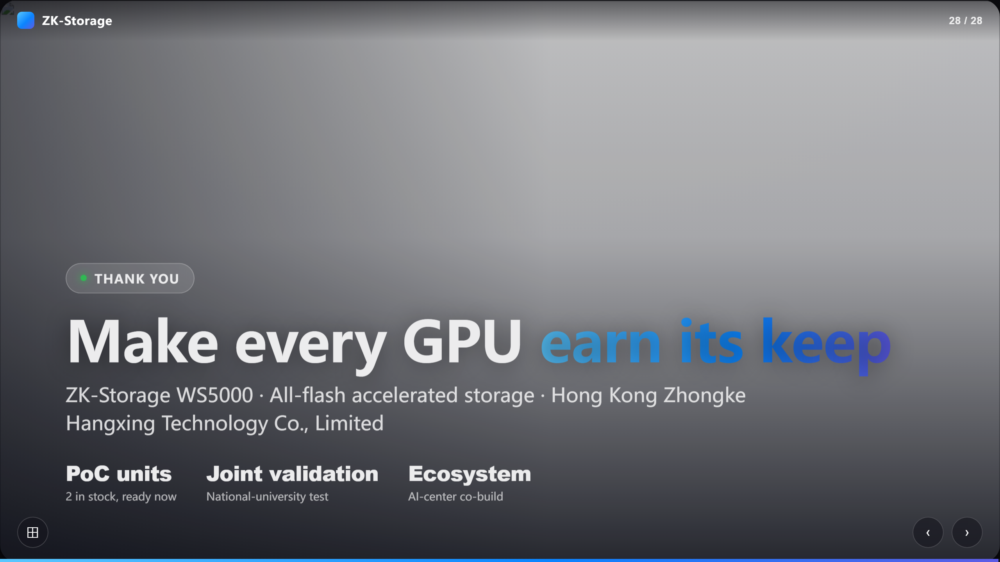 ZK-Storage
28 / 28
THANK YOU
Make every GPU earn its keep
ZK-Storage WS5000 · All-flash accelerated storage · Hong Kong Zhongke
Hangxing Technology Co., Limited
PoC units
2 in stock, ready now
Joint validation
National-university test
Ecosystem
AI-center co-build